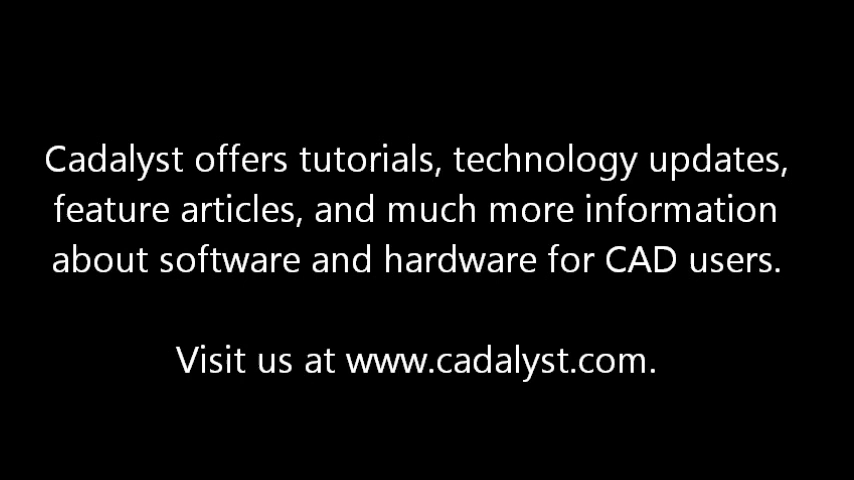 Cadalyst offers tutorials, technology updates,
feature articles, and much more information
about software and hardware for CAD users.
Visit us at www.cadalyst.com.